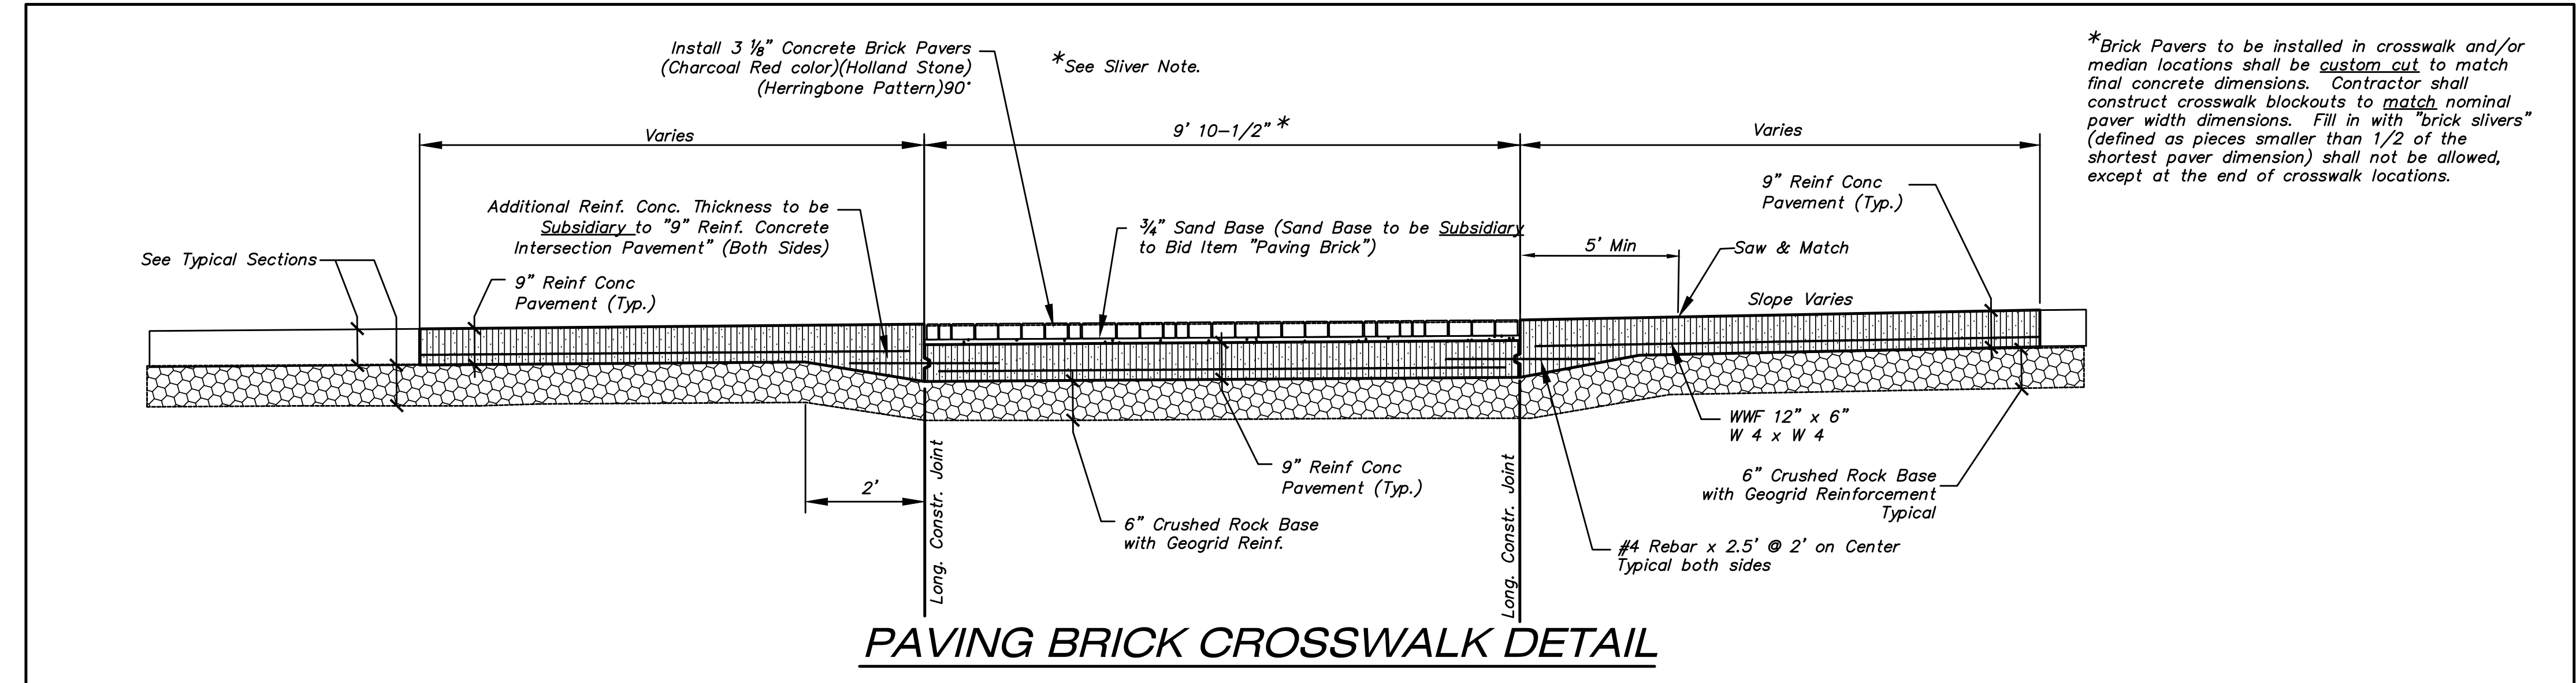 Install 3 ⅛" Concrete Brick Pavers
(Charcoal Red color)(Holland Stone)
(Herringbone Pattern)90°
*See Sliver Note.
*Brick Pavers to be installed in crosswalk and/or
median locations shall be custom cut to match
final concrete dimensions. Contractor shall
construct crosswalk blockouts to match nominal
paver width dimensions. Fill in with "brick slivers"
(defined as pieces smaller than 1/2 of the
shortest paver dimension) shall not be allowed,
except at the end of crosswalk locations.
Varies
9' 10-1/2" *
Varies
9" Reinf Conc
Pavement (Typ.)
Additional Reinf. Conc. Thickness to be
Subsidiary to "9" Reinf. Concrete
Intersection Pavement" (Both Sides)
¾" Sand Base (Sand Base to be Subsidiary
to Bid Item "Paving Brick")
5' Min
Saw & Match
See Typical Sections
9" Reinf Conc
Pavement (Typ.)
Slope Varies
WWF 12" x 6"
W 4 x W 4
2'
Long. Constr. Joint
9" Reinf Conc
Pavement (Typ.)
Long. Constr. Joint
6" Crushed Rock Base
with Geogrid Reinforcement
Typical
6" Crushed Rock Base
with Geogrid Reinf.
#4 Rebar x 2.5' @ 2' on Center
Typical both sides
PAVING BRICK CROSSWALK DETAIL